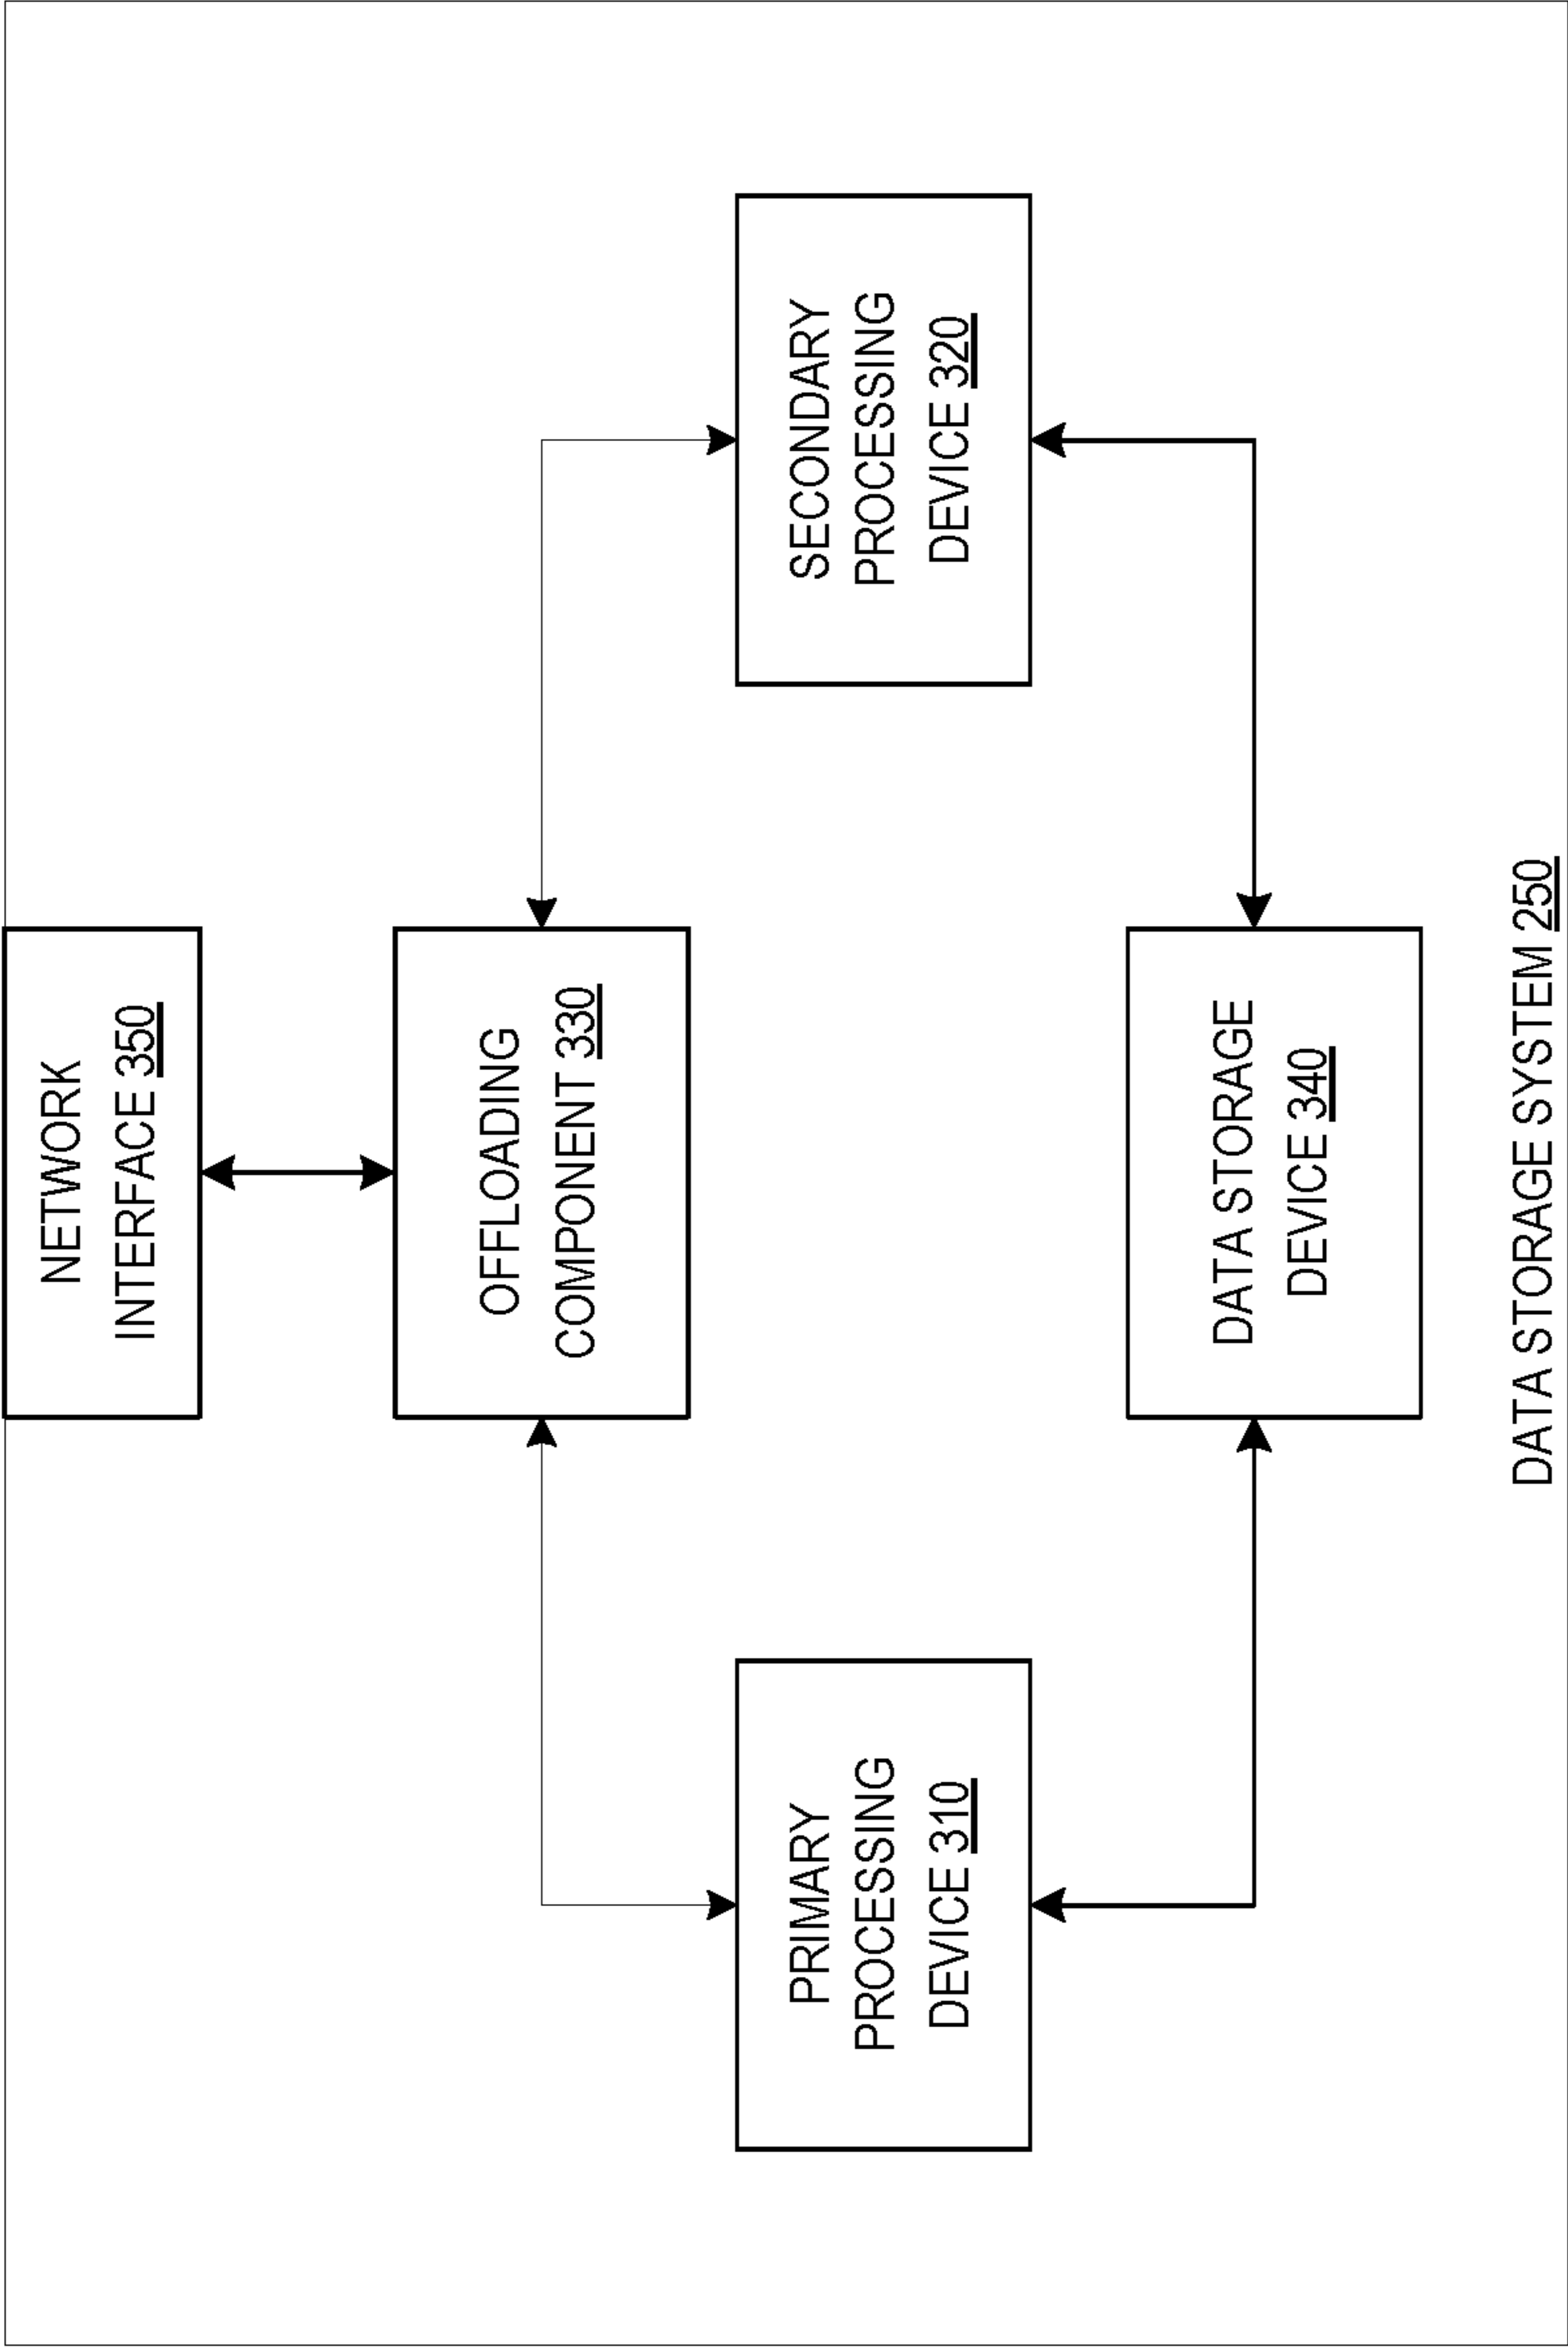 NETWORK
INTERFACE 350
OFFLOADING
COMPONENT 330
PRIMARY
PROCESSING
DEVICE 310
SECONDARY
PROCESSING
DEVICE 320
DATA STORAGE
DEVICE 340
DATA STORAGE SYSTEM 250